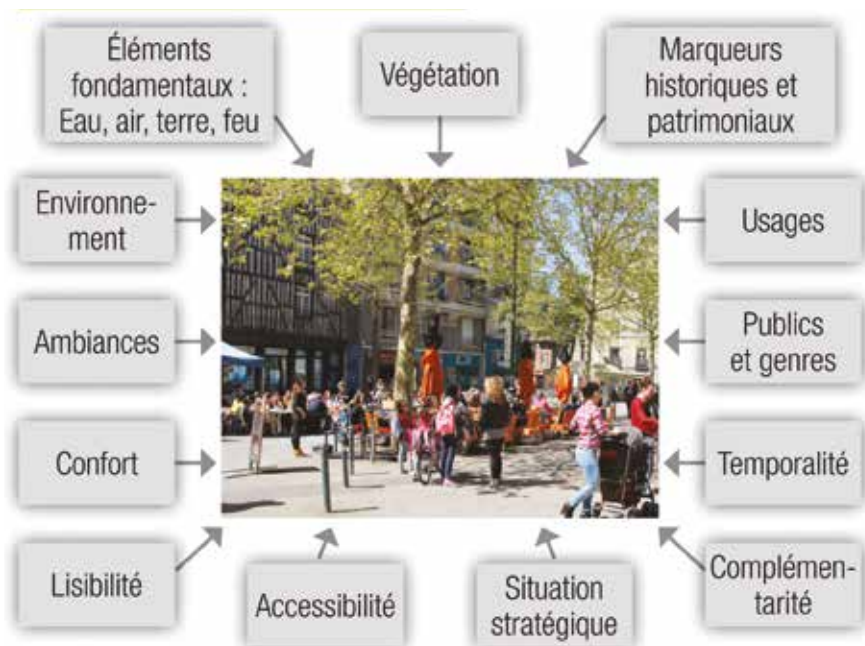 Éléments
fondamentaux :
Eau, air, terre, feu
Végétation
Marqueurs
historiques et
patrimoniaux
Environne-
ment
Usages
Ambiances
Publics
et genres
Confort
Temporalité
Lisibilité
Accessibilité
Situation
stratégique
Complémen-
tarité